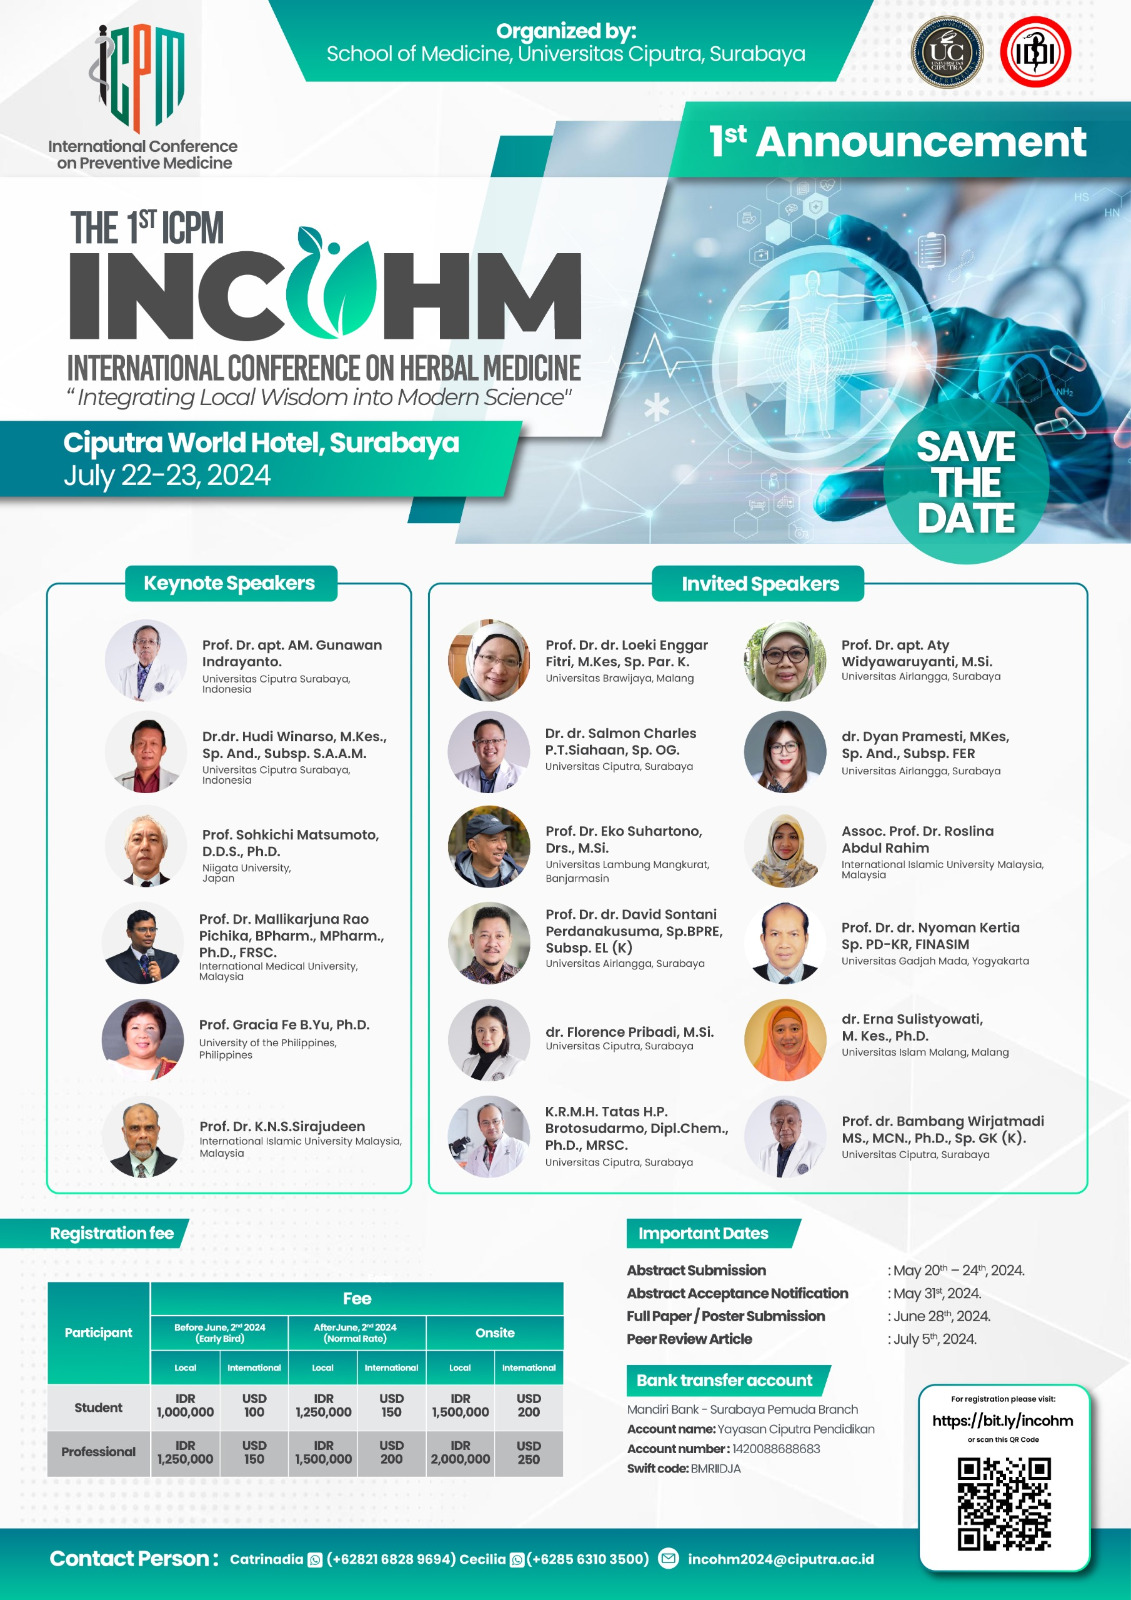 Organized by:
School of Medicine, Universitas Ciputra, Surabaya
iCPM
International Conference
on Preventive Medicine
UC
UNIVERSITAS
CIPUTRA
IDI
1st Announcement
THE 1ST ICPM
INCOHM
INTERNATIONAL CONFERENCE ON HERBAL MEDICINE
“Integrating Local Wisdom into Modern Science"
Ciputra World Hotel, Surabaya
July 22-23, 2024
HS
HN
NH₂
SAVE
THE
DATE
Keynote Speakers
Prof. Dr. apt. AM. Gunawan
Indrayanto.
Universitas Ciputra Surabaya,
Indonesia
Dr.dr. Hudi Winarso, M.Kes.,
Sp. And., Subsp. S.A.A.M.
Universitas Ciputra Surabaya,
Indonesia
Prof. Sohkichi Matsumoto,
D.D.S., Ph.D.
Niigata University,
Japan
Prof. Dr. Mallikarjuna Rao
Pichika, BPharm., MPharm.,
Ph.D., FRSC.
International Medical University,
Malaysia
Prof. Gracia Fe B.Yu, Ph.D.
University of the Philippines,
Philippines
Prof. Dr. K.N.S.Sirajudeen
International Islamic University Malaysia,
Malaysia
Invited Speakers
Prof. Dr. dr. Loeki Enggar
Fitri, M.Kes, Sp. Par. K.
Universitas Brawijaya, Malang
Prof. Dr. apt. Aty
Widyawaruyanti, M.Si.
Universitas Airlangga, Surabaya
Dr. dr. Salmon Charles
P.T.Siahaan, Sp. OG.
Universitas Ciputra, Surabaya
dr. Dyan Pramesti, MKes,
Sp. And., Subsp. FER
Universitas Airlangga, Surabaya
Prof. Dr. Eko Suhartono,
Drs., M.Si.
Universitas Lambung Mangkurat,
Banjarmasin
Assoc. Prof. Dr. Roslina
Abdul Rahim
International Islamic University Malaysia,
Malaysia
Prof. Dr. dr. David Sontani
Perdanakusuma, Sp.BPRE,
Subsp. EL (K)
Universitas Airlangga, Surabaya
Prof. Dr. dr. Nyoman Kertia
Sp. PD-KR, FINASIM
Universitas Gadjah Mada, Yogyakarta
dr. Florence Pribadi, M.Si.
Universitas Ciputra, Surabaya
dr. Erna Sulistyowati,
M. Kes., Ph.D.
Universitas Islam Malang, Malang
K.R.M.H. Tatas H.P.
Brotosudarmo, Dipl.Chem.,
Ph.D., MRSC.
Universitas Ciputra, Surabaya
Prof. dr. Bambang Wirjatmadi
MS., MCN., Ph.D., Sp. GK (K).
Universitas Ciputra, Surabaya
Registration fee
Participant
Fee
Before June, 2nd 2024
(Early Bird)
AfterJune, 2nd 2024
(Normal Rate)
Onsite
Local International Local International Local International
Student IDR 1,000,000 USD 100 IDR 1,250,000 USD 150 IDR 1,500,000 USD 200
Professional IDR 1,250,000 USD 150 IDR 1,500,000 USD 200 IDR 2,000,000 USD 250
Important Dates
Abstract Submission : May 20th – 24th, 2024.
Abstract Acceptance Notification : May 31st, 2024.
Full Paper / Poster Submission : June 28th, 2024.
Peer Review Article : July 5th, 2024.
Bank transfer account
Mandiri Bank - Surabaya Pemuda Branch
Account name: Yayasan Ciputra Pendidikan
Account number : 1420088688683
Swift code: BMRIIDJA
For registration please visit:
https://bit.ly/incohm
or scan this QR Code
Contact Person : Catrinadia (+62821 6828 9694) Cecilia (+6285 6310 3500) incohm2024@ciputra.ac.id